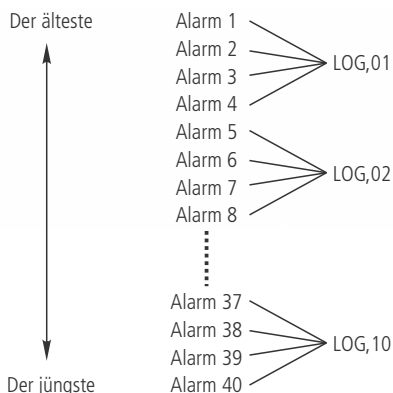 Der älteste
Alarm 1
Alarm 2
Alarm 3
Alarm 4
LOG,01
Alarm 5
Alarm 6
Alarm 7
Alarm 8
LOG,02
Alarm 37
Alarm 38
Alarm 39
Alarm 40
LOG,10
Der jüngste